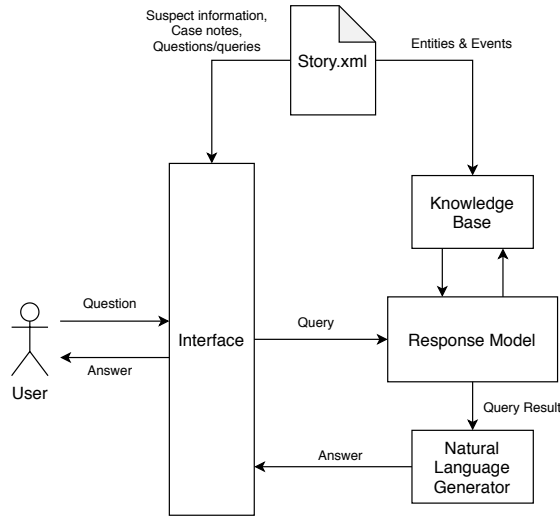 Suspect information,
Case notes,
Questions/queries
Story.xml
Entities & Events
Knowledge
Base
Question
Answer
User
Interface
Query
Response Model
Query Result
Answer
Natural
Language
Generator